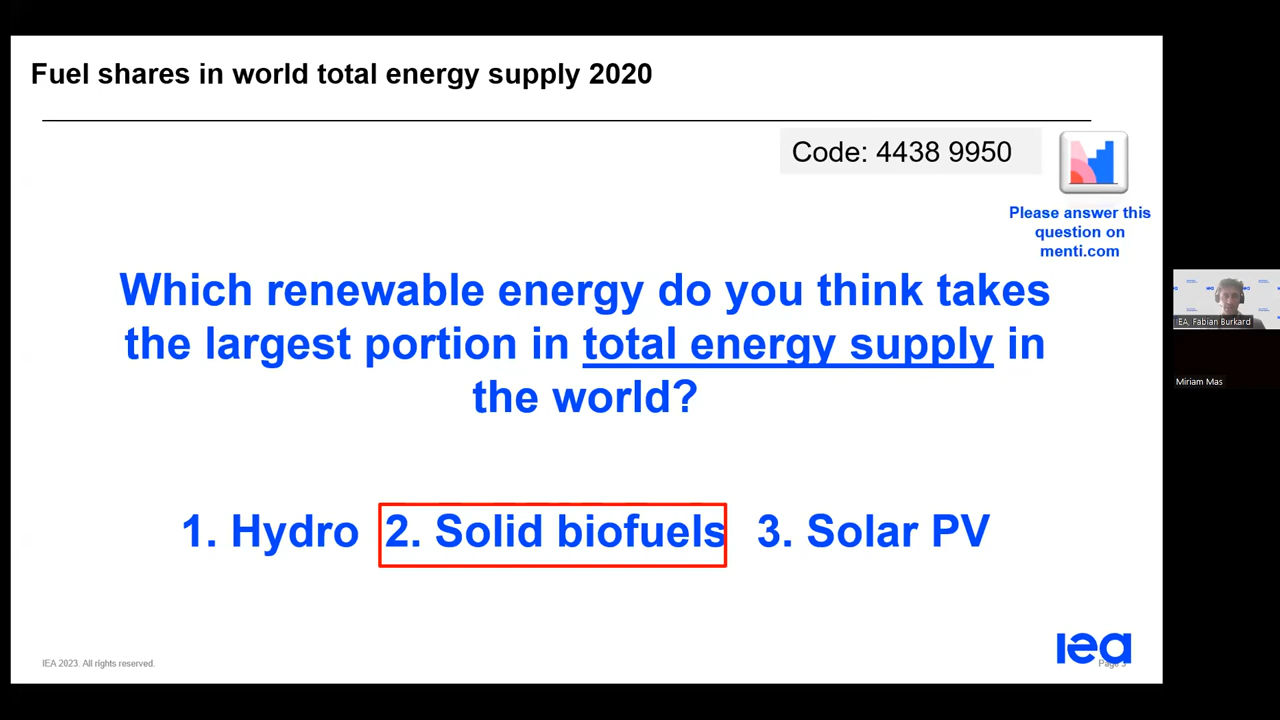 Fuel shares in world total energy supply 2020
Code: 4438 9950
Please answer this
question on
menti.com
Which renewable energy do you think takes
the largest portion in total energy supply in
the world?
1. Hydro 2. Solid biofuels 3. Solar PV
IEA 2023. All rights reserved.
iea
Page 3
IEA, Fabian Burkard
Miriam Mas